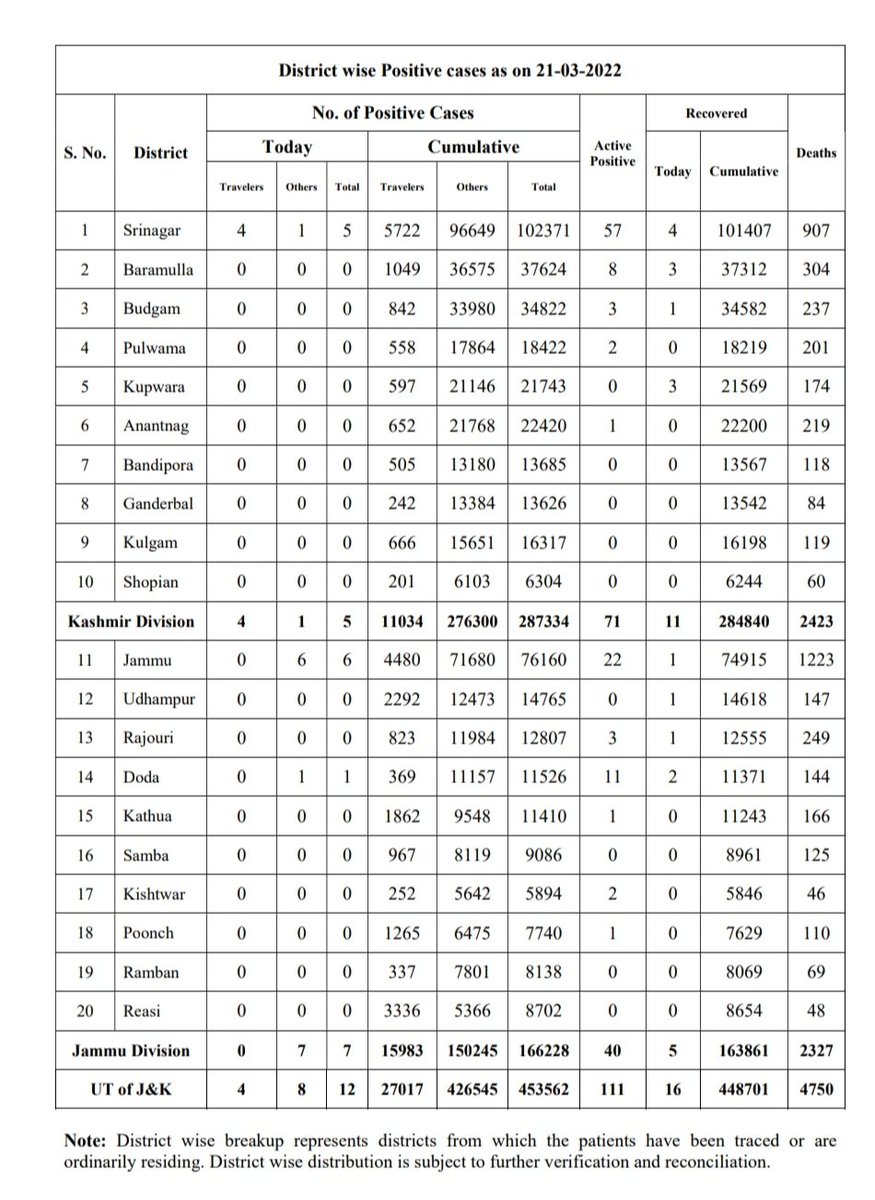 District wise Positive cases as on 21-03-2022
S. No. District No. of Positive Cases Active Positive Recovered Deaths
Today Cumulative Today Cumulative
Travelers Others Total Travelers Others Total
1 Srinagar 4 1 5 5722 96649 102371 57 4 101407 907
2 Baramulla 0 0 0 1049 36575 37624 8 3 37312 304
3 Budgam 0 0 0 842 33980 34822 3 1 34582 237
4 Pulwama 0 0 0 558 17864 18422 2 0 18219 201
5 Kupwara 0 0 0 597 21146 21743 0 3 21569 174
6 Anantnag 0 0 0 652 21768 22420 1 0 22200 219
7 Bandipora 0 0 0 505 13180 13685 0 0 13567 118
8 Ganderbal 0 0 0 242 13384 13626 0 0 13542 84
9 Kulgam 0 0 0 666 15651 16317 0 0 16198 119
10 Shopian 0 0 0 201 6103 6304 0 0 6244 60
Kashmir Division 4 1 5 11034 276300 287334 71 11 284840 2423
11 Jammu 0 6 6 4480 71680 76160 22 1 74915 1223
12 Udhampur 0 0 0 2292 12473 14765 0 1 14618 147
13 Rajouri 0 0 0 823 11984 12807 3 1 12555 249
14 Doda 0 1 1 369 11157 11526 11 2 11371 144
15 Kathua 0 0 0 1862 9548 11410 1 0 11243 166
16 Samba 0 0 0 967 8119 9086 0 0 8961 125
17 Kishtwar 0 0 0 252 5642 5894 2 0 5846 46
18 Poonch 0 0 0 1265 6475 7740 1 0 7629 110
19 Ramban 0 0 0 337 7801 8138 0 0 8069 69
20 Reasi 0 0 0 3336 5366 8702 0 0 8654 48
Jammu Division 0 7 7 15983 150245 166228 40 5 163861 2327
UT of J&K 4 8 12 27017 426545 453562 111 16 448701 4750
Note: District wise breakup represents districts from which the patients have been traced or are
ordinarily residing. District wise distribution is subject to further verification and reconciliation.